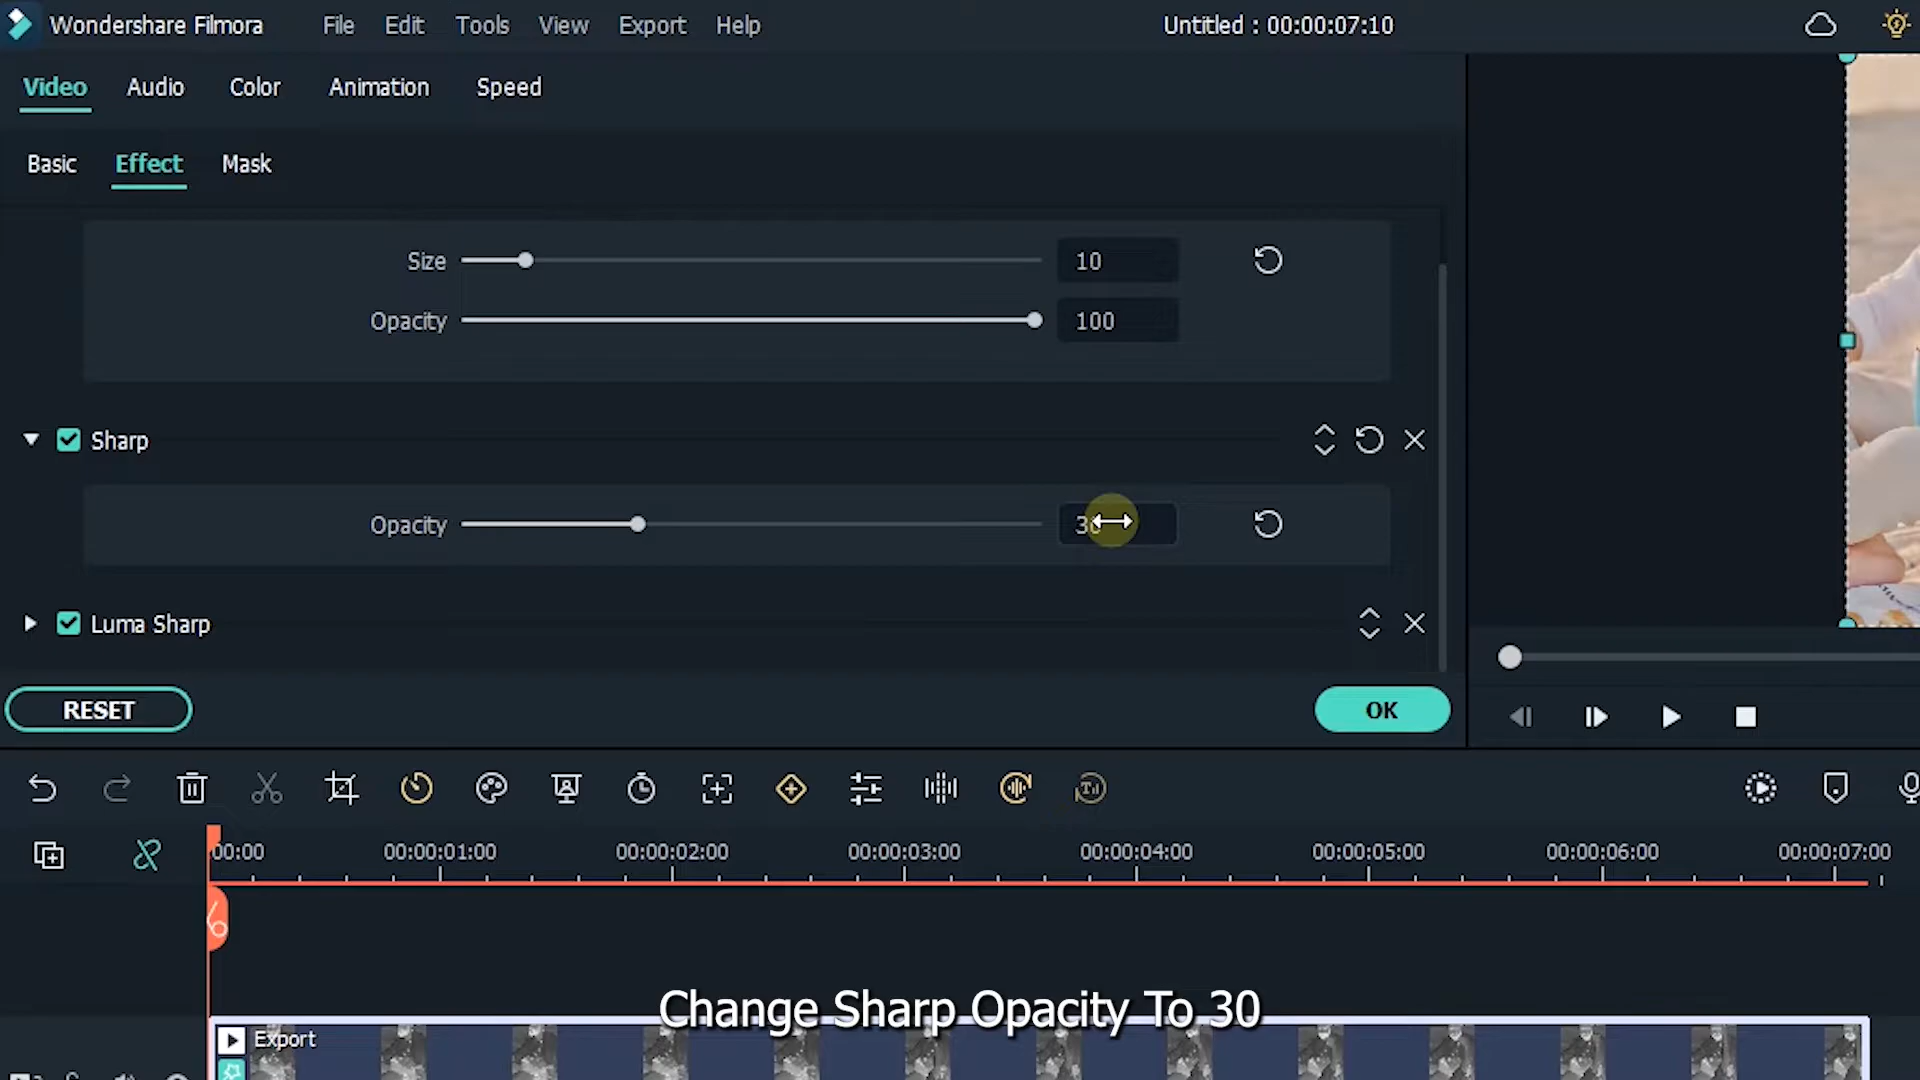 Wondershare Filmora File Edit Tools View Export Help Untitled : 00:00:07:10
Video Audio Color Animation Speed
Basic Effect Mask
Size 10
Opacity 100
Sharp
Opacity 30
Luma Sharp
RESET OK
00:00 00:00:01:00 00:00:02:00 00:00:03:00 00:00:04:00 00:00:05:00 00:00:06:00 00:00:07:00
Change Sharp Opacity To 30
Export